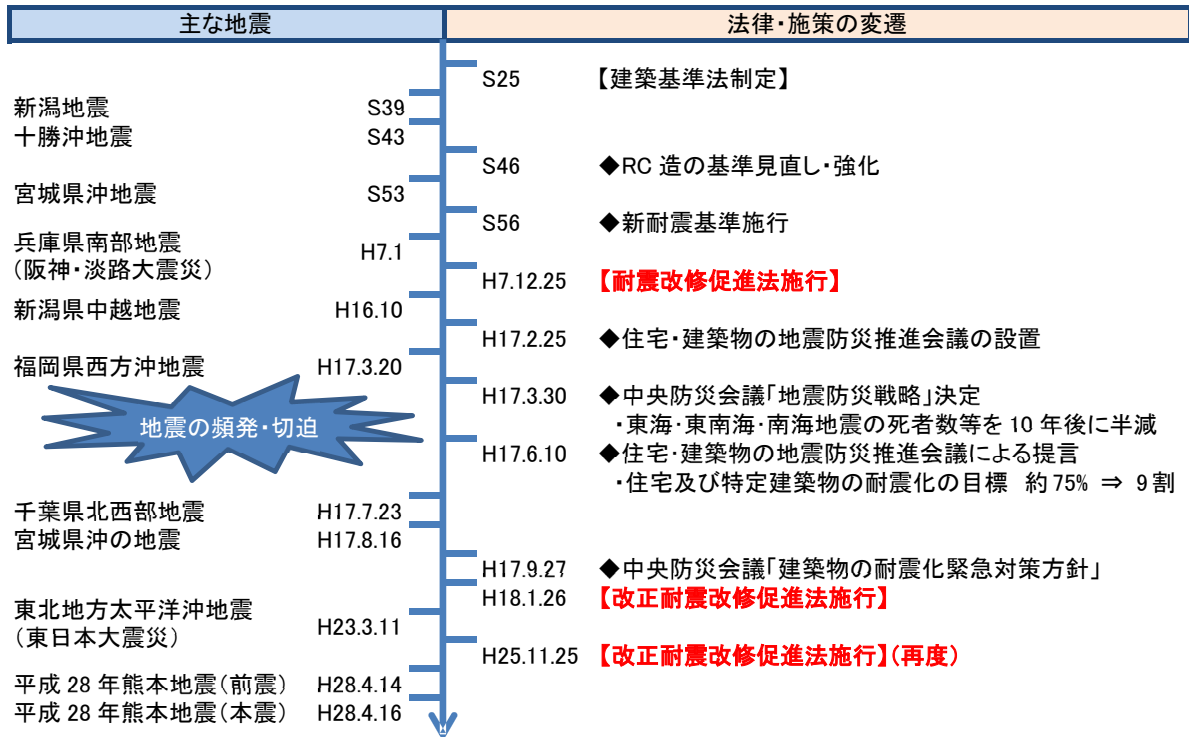 主な地震 法律・施策の変遷
S25 【建築基準法制定】
新潟地震 S39
十勝沖地震 S43
S46 ◆RC 造の基準見直し・強化
宮城県沖地震 S53
S56 ◆新耐震基準施行
兵庫県南部地震
(阪神・淡路大震災) H7.1
H7.12.25 【耐震改修促進法施行】
新潟県中越地震 H16.10
H17.2.25 ◆住宅・建築物の地震防災推進会議の設置
福岡県西方沖地震 H17.3.20
H17.3.30 ◆中央防災会議「地震防災戦略」決定
・東海・東南海・南海地震の死者数等を 10 年後に半減
地震の頻発・切迫
H17.6.10 ◆住宅・建築物の地震防災推進会議による提言
・住宅及び特定建築物の耐震化の目標 約 75% ⇒ 9 割
千葉県北西部地震 H17.7.23
宮城県沖の地震 H17.8.16
H17.9.27 ◆中央防災会議「建築物の耐震化緊急対策方針」
H18.1.26 【改正耐震改修促進法施行】
東北地方太平洋沖地震
(東日本大震災) H23.3.11
H25.11.25 【改正耐震改修促進法施行】(再度)
平成 28 年熊本地震(前震) H28.4.14
平成 28 年熊本地震(本震) H28.4.16